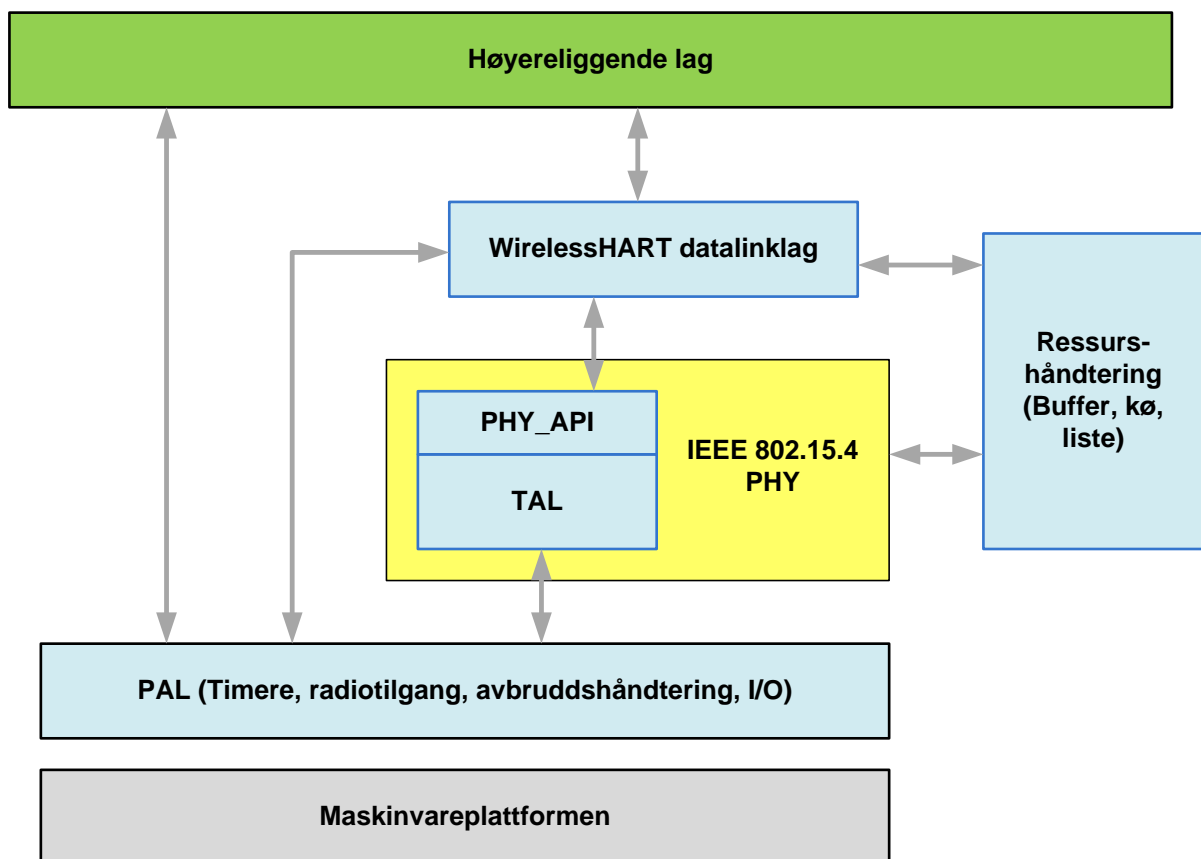 Høyereliggende lag
WirelessHART datalinklag
Ressurs-
håndtering
(Buffer, kø,
liste)
PHY_API
TAL
IEEE 802.15.4
PHY
PAL (Timere, radiotilgang, avbruddshåndtering, I/O)
Maskinvareplattformen